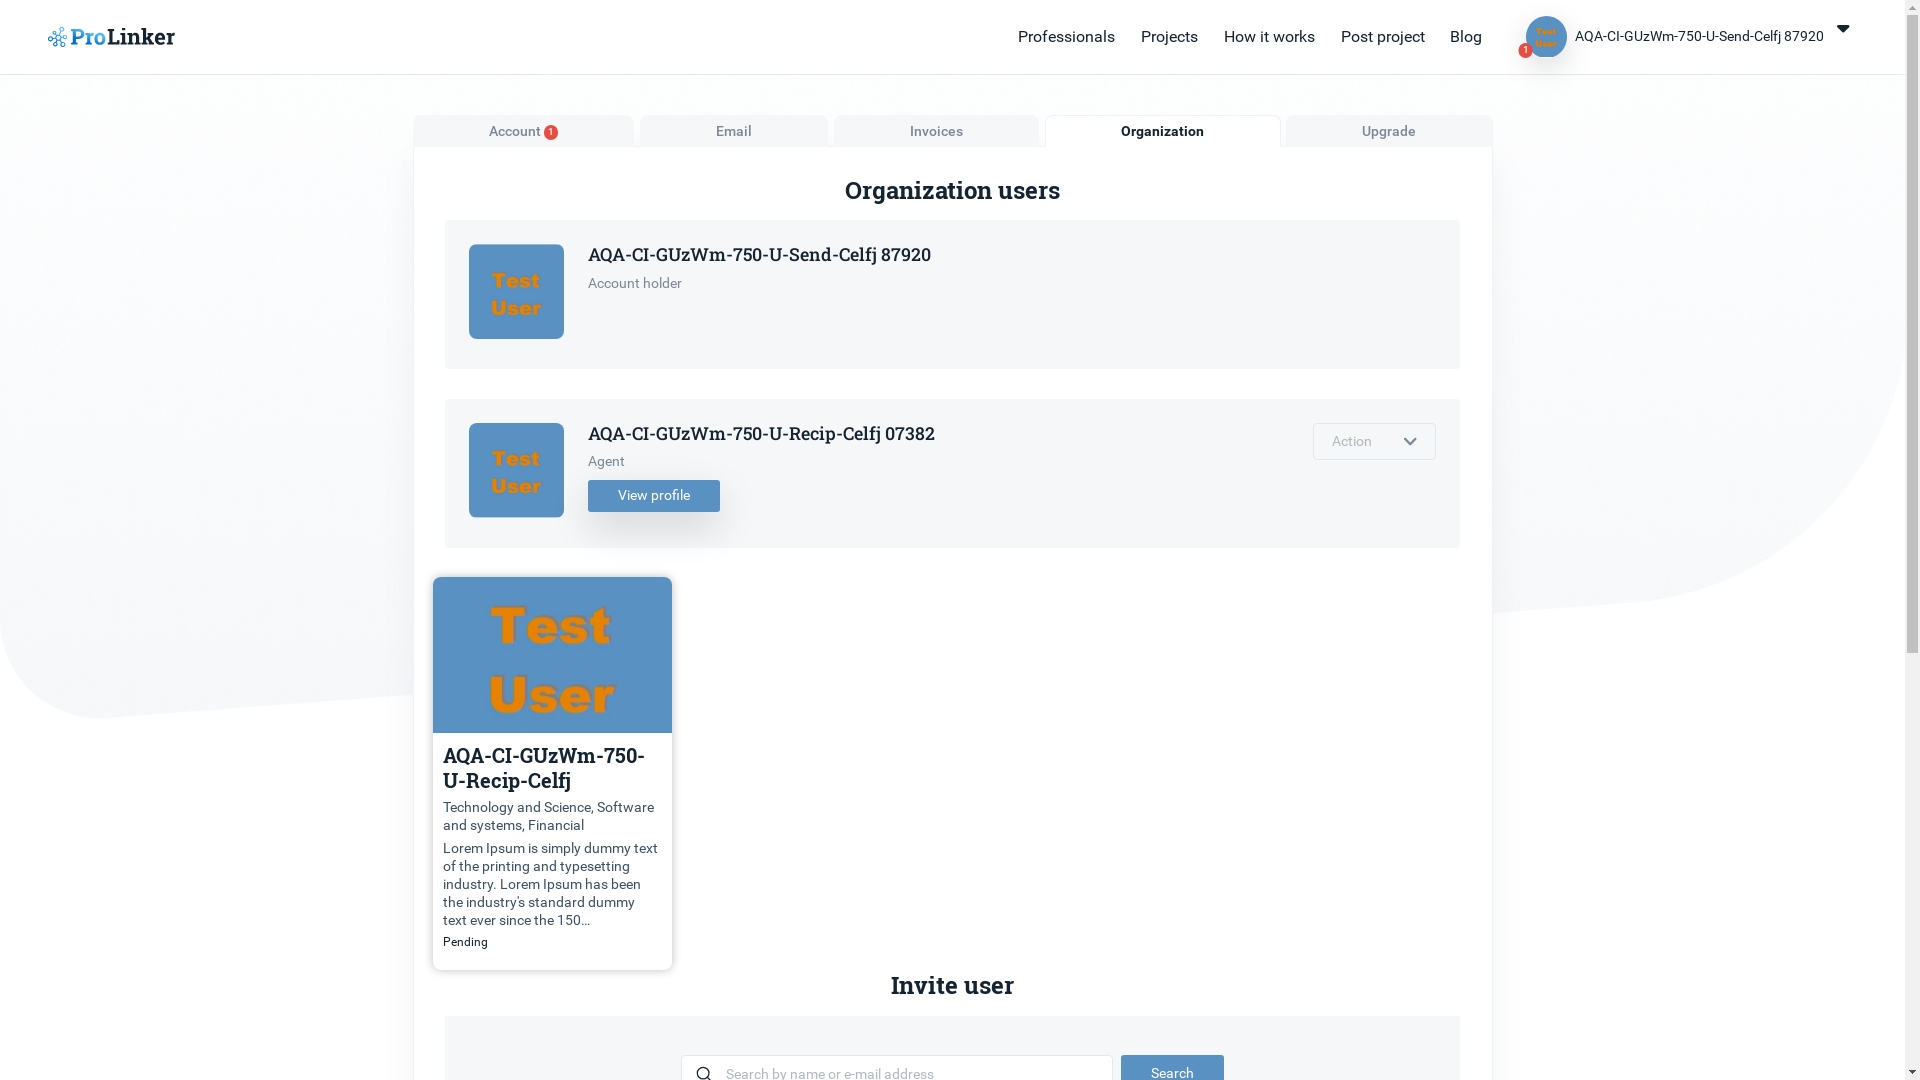 ProLinker
Professionals Projects How it works Post project Blog
Test
User
1
AQA-CI-GUzWm-750-U-Send-Celfj 87920
Account 1 Email Invoices Organization Upgrade
Organization users
Test
User
AQA-CI-GUzWm-750-U-Send-Celfj 87920
Account holder
Test
User
AQA-CI-GUzWm-750-U-Recip-Celfj 07382
Agent
View profile
Action
Test
User
AQA-CI-GUzWm-750-
U-Recip-Celfj
Technology and Science, Software
and systems, Financial
Lorem Ipsum is simply dummy text
of the printing and typesetting
industry. Lorem Ipsum has been
the industry's standard dummy
text ever since the 150...
Pending
Invite user
Search by name or e-mail address
Search